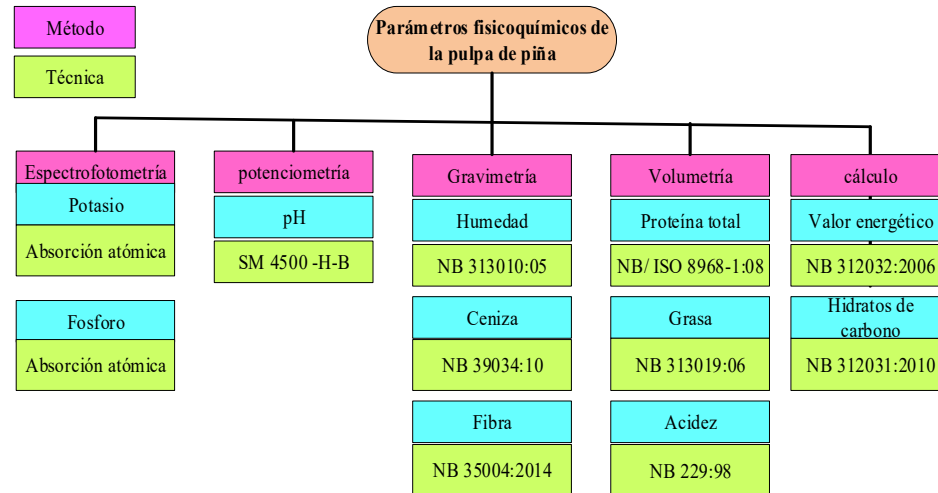 Método
Técnica
Parámetros fisicoquímicos de
la pulpa de piña
Espectrofotometría
Potasio
Absorción atómica
Fosforo
Absorción atómica
potenciometría
pH
SM 4500 -H-B
Gravimetría
Humedad
NB 313010:05
Ceniza
NB 39034:10
Fibra
NB 35004:2014
Volumetría
Proteína total
NB/ ISO 8968-1:08
Grasa
NB 313019:06
Acidez
NB 229:98
cálculo
Valor energético
NB 312032:2006
Hidratos de
carbono
NB 312031:2010